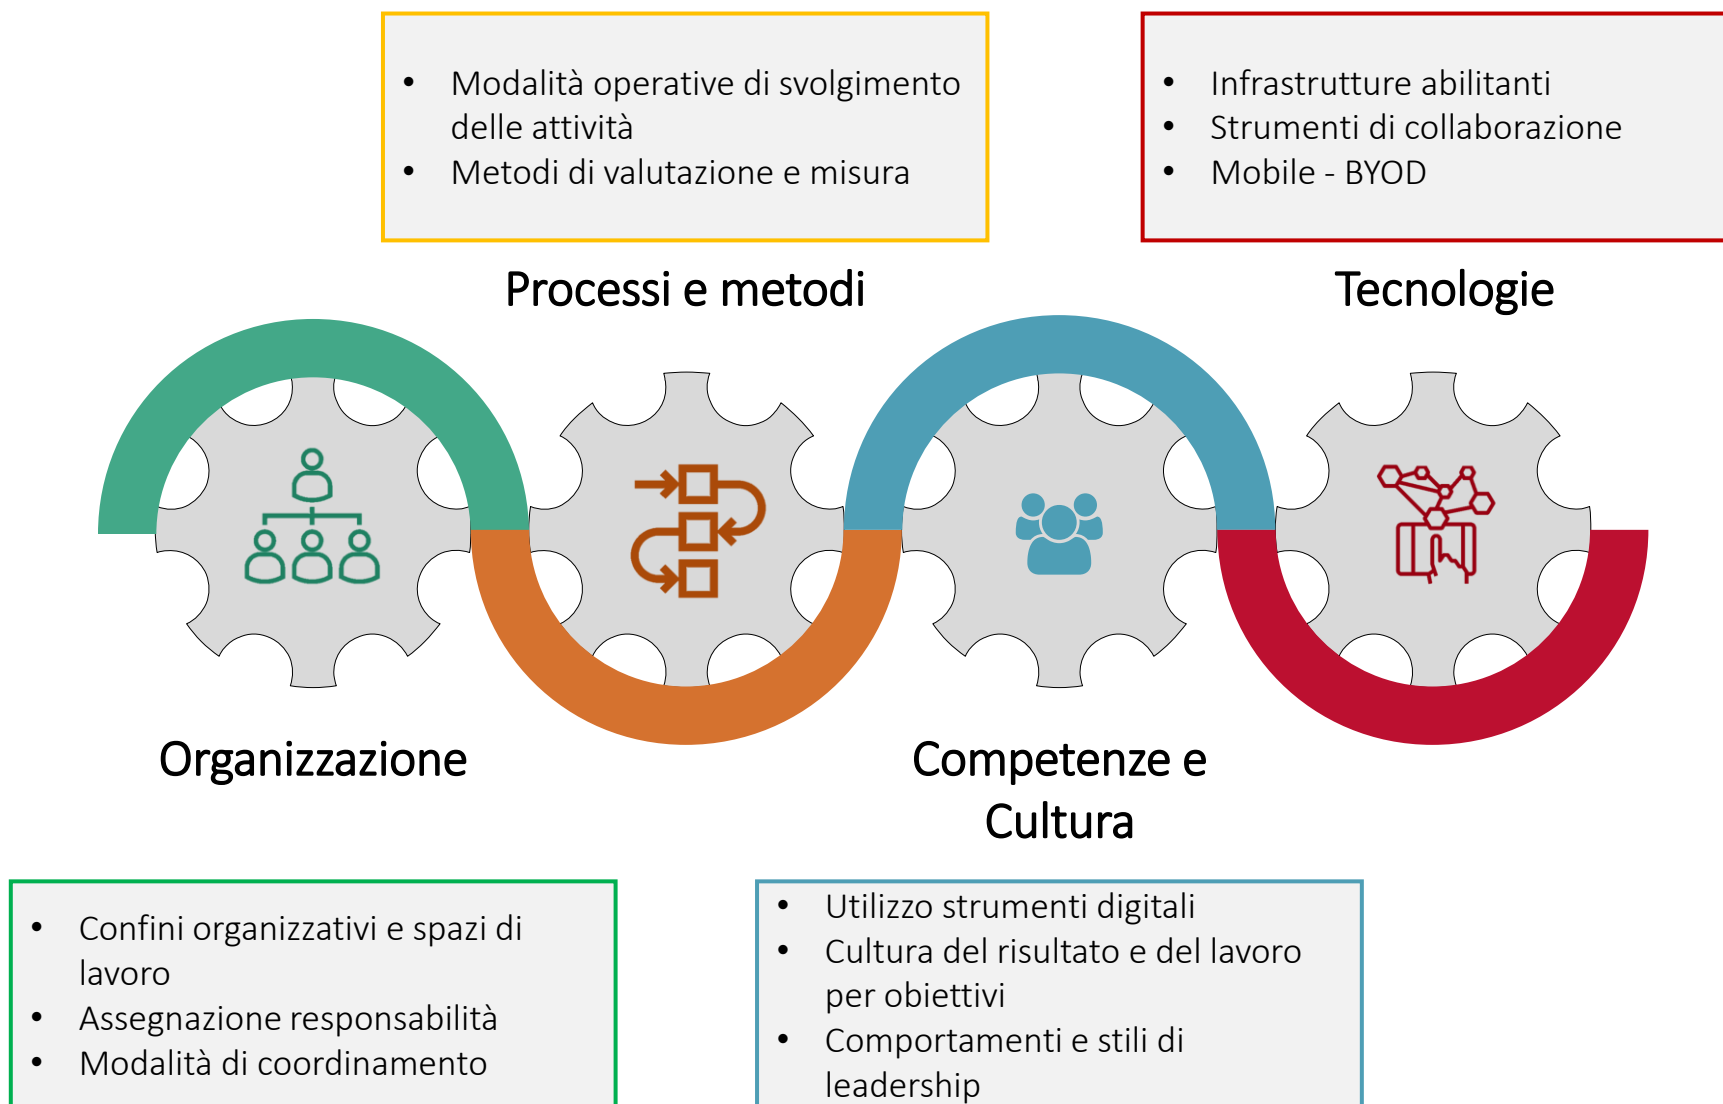 • Modalità operative di svolgimento
delle attività
• Metodi di valutazione e misura
• Infrastrutture abilitanti
• Strumenti di collaborazione
• Mobile - BYOD
Processi e metodi
Tecnologie
Organizzazione
Competenze e
Cultura
• Confini organizzativi e spazi di
lavoro
• Assegnazione responsabilità
• Modalità di coordinamento
• Utilizzo strumenti digitali
• Cultura del risultato e del lavoro
per obiettivi
• Comportamenti e stili di
leadership